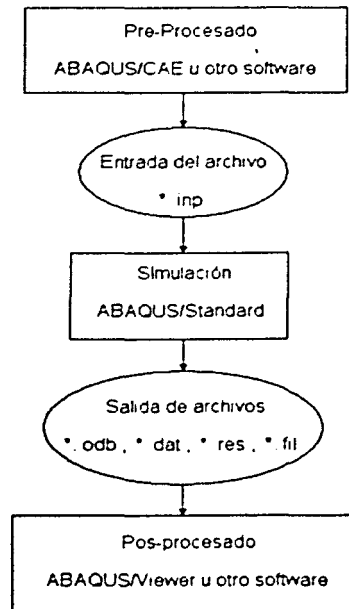 Pre-Procesado
ABAQUS/CAE u otro software
Entrada del archivo
*. inp
Simulación
ABAQUS/Standard
Salida de archivos
*. odb , *. dat , *. res , *. fil
Pos-procesado
ABAQUS/Viewer u otro software